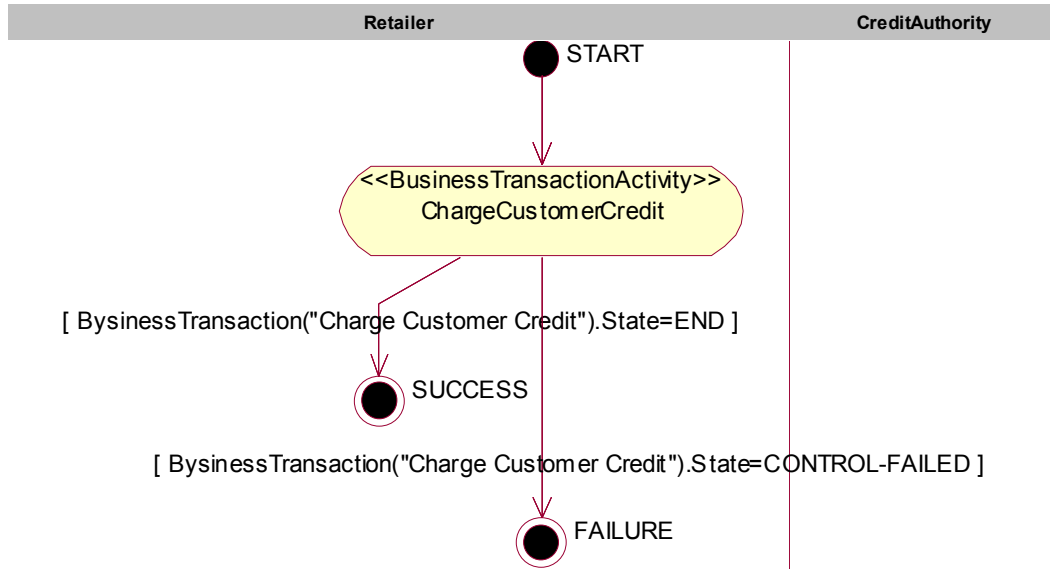 Retailer
CreditAuthority
START
<<BusinessTransactionActivity>>
ChargeCustomerCredit
[ BysinessTransaction("Charge Customer Credit").State=END ]
SUCCESS
[ BysinessTransaction("Charge Customer Credit").State=CONTROL-FAILED ]
FAILURE